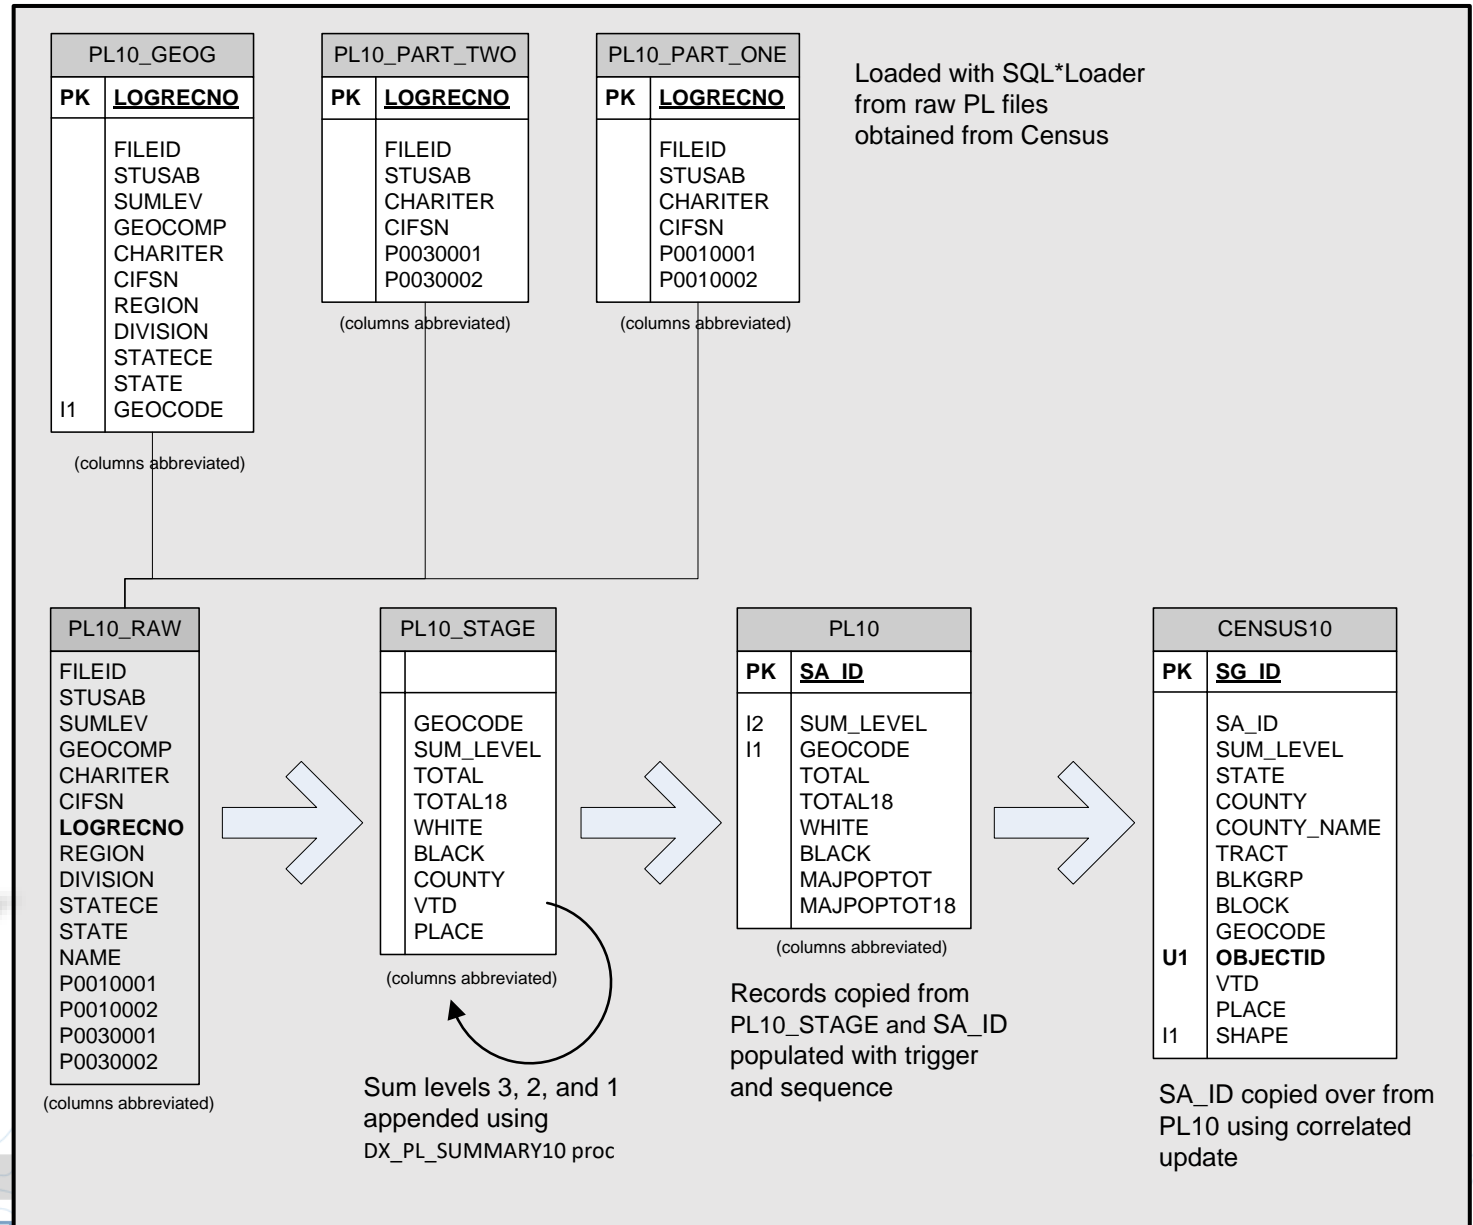 PL10_GEOG
PK LOGRECNO
FILEID
STUSAB
SUMLEV
GEOCOMP
CHARITER
CIFSN
REGION
DIVISION
STATECE
STATE
I1 GEOCODE
(columns abbreviated)
PL10_PART_TWO
PK LOGRECNO
FILEID
STUSAB
CHARITER
CIFSN
P0030001
P0030002
(columns abbreviated)
PL10_PART_ONE
PK LOGRECNO
FILEID
STUSAB
CHARITER
CIFSN
P0010001
P0010002
(columns abbreviated)
Loaded with SQL*Loader
from raw PL files
obtained from Census
PL10_RAW
FILEID
STUSAB
SUMLEV
GEOCOMP
CHARITER
CIFSN
LOGRECNO
REGION
DIVISION
STATECE
STATE
NAME
P0010001
P0010002
P0030001
P0030002
(columns abbreviated)
PL10_STAGE
GEOCODE
SUM_LEVEL
TOTAL
TOTAL18
WHITE
BLACK
COUNTY
VTD
PLACE
(columns abbreviated)
Sum levels 3, 2, and 1
appended using
DX_PL_SUMMARY10 proc
PL10
PK SA_ID
I2 SUM_LEVEL
I1 GEOCODE
TOTAL
TOTAL18
WHITE
BLACK
MAJPOPTOT
MAJPOPTOT18
(columns abbreviated)
Records copied from
PL10_STAGE and SA_ID
populated with trigger
and sequence
CENSUS10
PK SG_ID
SA_ID
SUM_LEVEL
STATE
COUNTY
COUNTY_NAME
TRACT
BLKGRP
BLOCK
GEOCODE
U1 OBJECTID
VTD
PLACE
I1 SHAPE
SA_ID copied over from
PL10 using correlated
update